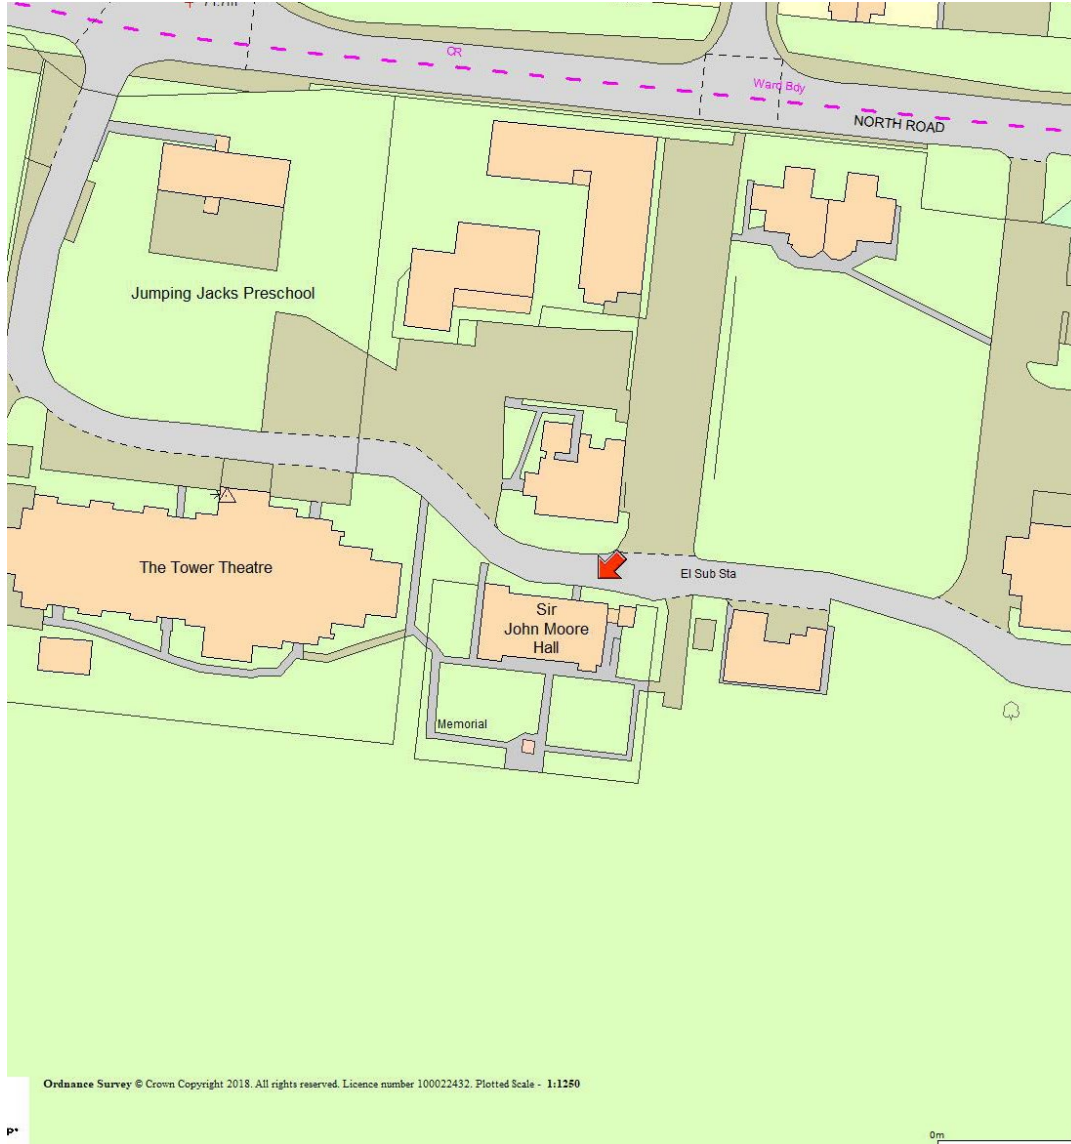 CR
Ward Bdy
NORTH ROAD
Jumping Jacks Preschool
The Tower Theatre
El Sub Sta
Sir
John Moore
Hall
Memorial
Ordnance Survey © Crown Copyright 2018. All rights reserved. Licence number 100022432. Plotted Scale - 1:1250
0m